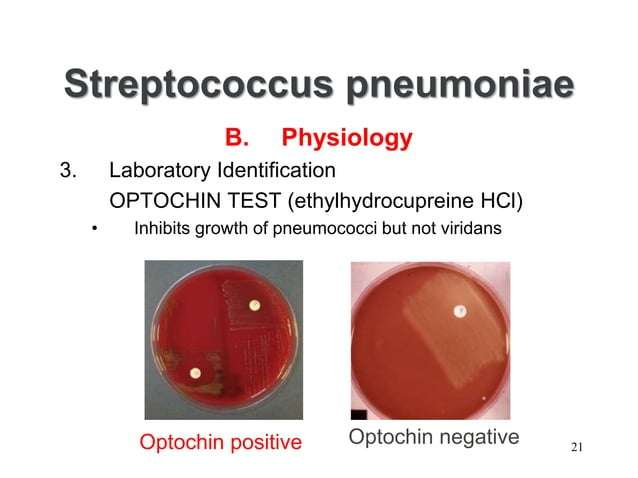 Streptococcus pneumoniae
B. Physiology
3. Laboratory Identification
OPTOCHIN TEST (ethylhydrocupreine HCl)
• Inhibits growth of pneumococci but not viridans
Optochin positive
Optochin negative
21